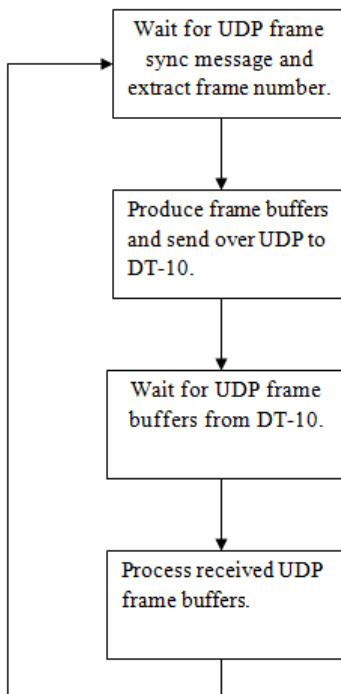 Wait for UDP frame
sync message and
extract frame number.
Produce frame buffers
and send over UDP to
DT-10.
Wait for UDP frame
buffers from DT-10.
Process received UDP
frame buffers.